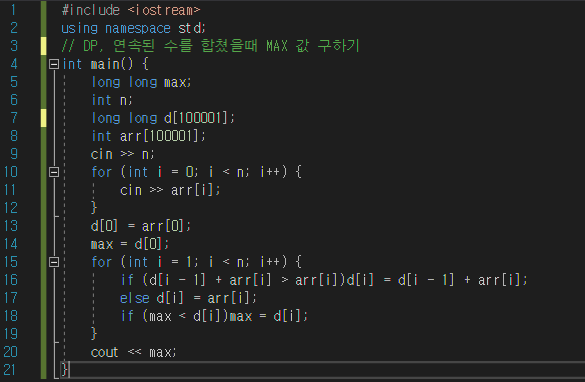 1 #include <iostream>
2 using namespace std;
3 // DP, 연속된 수를 합쳤을때 MAX 값 구하기
4 int main() {
5 long long max;
6 int n;
7 long long d[100001];
8 int arr[100001];
9 cin >> n;
10 for (int i = 0; i < n; i++) {
11 cin >> arr[i];
12 }
13 d[0] = arr[0];
14 max = d[0];
15 for (int i = 1; i < n; i++) {
16 if (d[i - 1] + arr[i] > arr[i])d[i] = d[i - 1] + arr[i];
17 else d[i] = arr[i];
18 if (max < d[i])max = d[i];
19 }
20 cout << max;
21 }